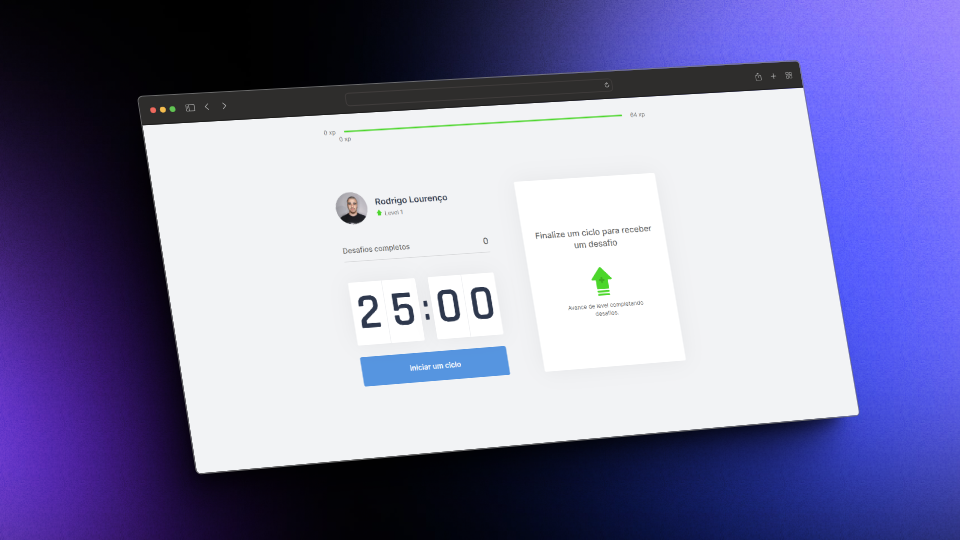 0 xp
64 xp
0 xp
Rodrigo Lourenço
Level 1
Desafios completos
0
25:00
Iniciar um ciclo
Finalize um ciclo para receber
um desafio
Avance de level completando
desafios.